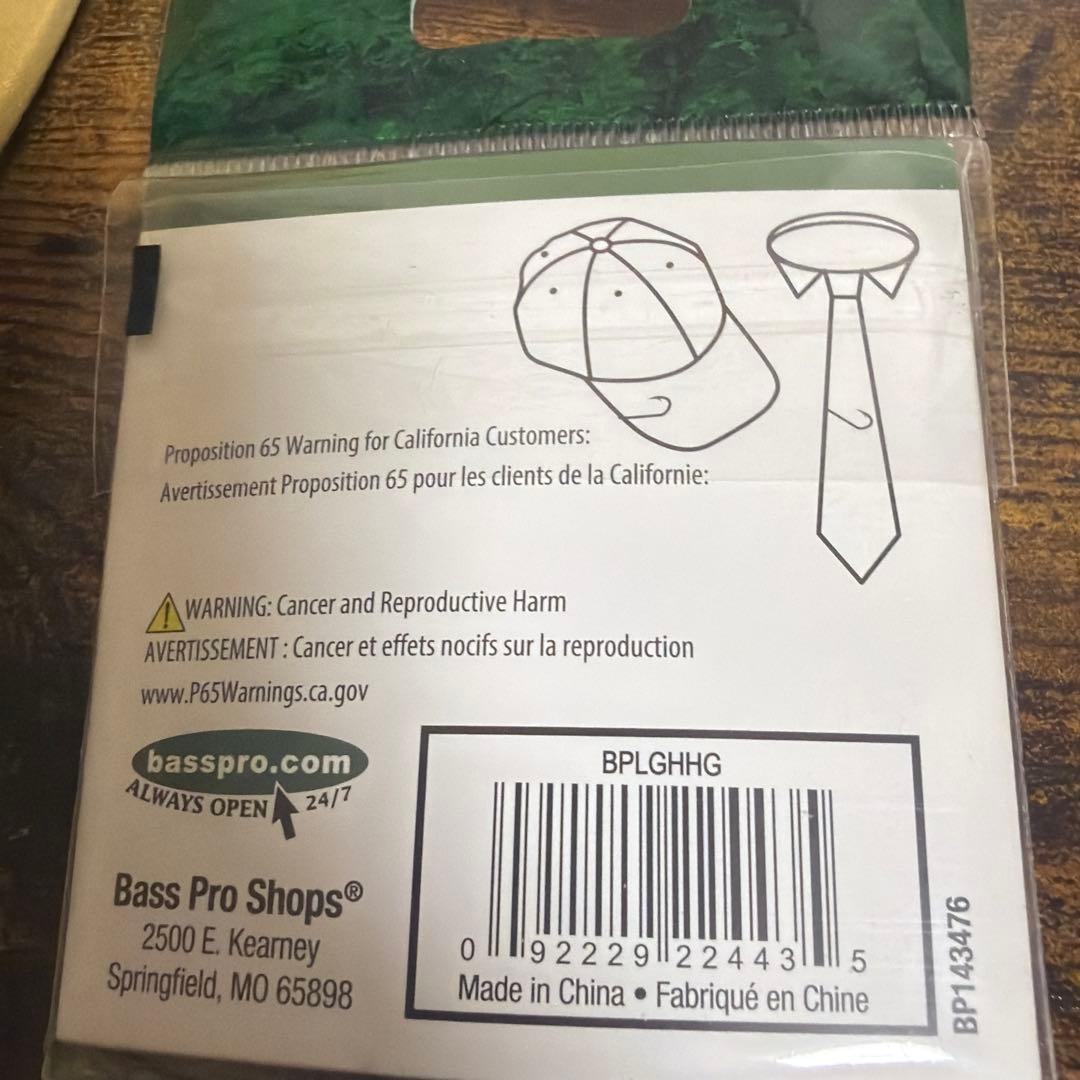 Proposition 65 Warning for California Customers:
Avertissement Proposition 65 pour les clients de la Californie:
WARNING: Cancer and Reproductive Harm
AVERTISSEMENT : Cancer et effets nocifs sur la reproduction
www.P65Warnings.ca.gov
basspro.com
ALWAYS OPEN 24/7
Bass Pro Shops®
2500 E. Kearney
Springfield, MO 65898
BPLGHHG
0 92229 22443 5
Made in China • Fabriqué en Chine
BP143476